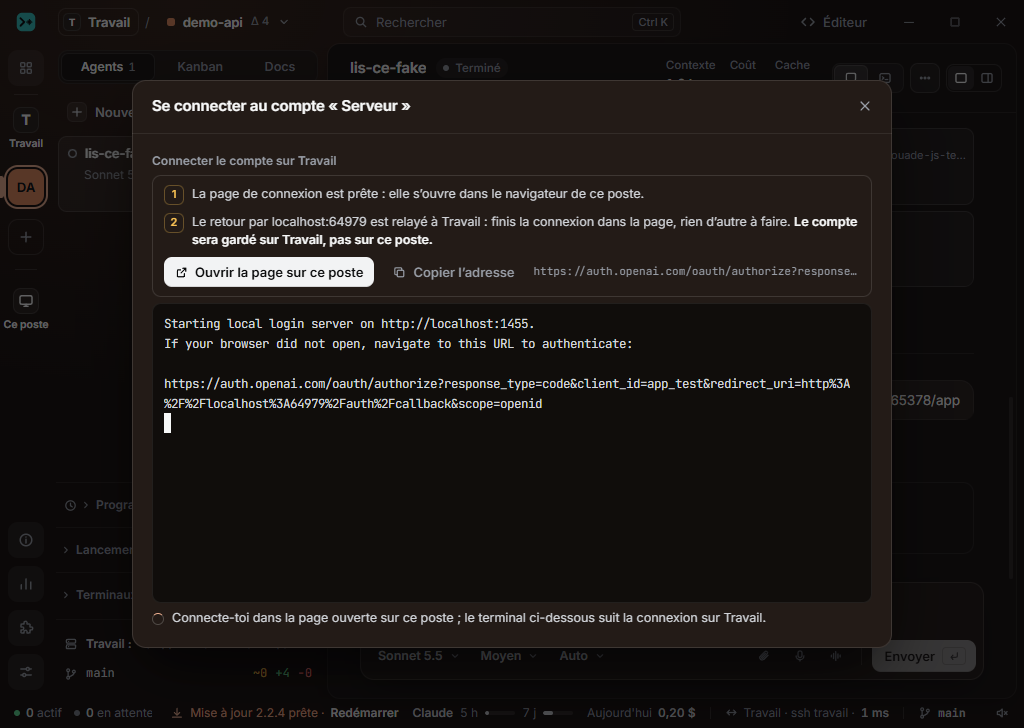 T Travail / demo-api Δ 4
Rechercher Ctrl K
Éditeur
Agents 1 Kanban Docs
lis-ce-fake Terminé
Contexte Coût Cache
T
Travail
DA
Ce poste
Se connecter au compte « Serveur »
Connecter le compte sur Travail
1 La page de connexion est prête : elle s’ouvre dans le navigateur de ce poste.
2 Le retour par localhost:64979 est relayé à Travail : finis la connexion dans la page, rien d’autre à faire. Le compte
sera gardé sur Travail, pas sur ce poste.
Ouvrir la page sur ce poste Copier l’adresse https://auth.openai.com/oauth/authorize?response…
Starting local login server on http://localhost:1455.
If your browser did not open, navigate to this URL to authenticate:
https://auth.openai.com/oauth/authorize?response_type=code&client_id=app_test&redirect_uri=http%3A
%2F%2Flocalhost%3A64979%2Fauth%2Fcallback&scope=openid
Connecte-toi dans la page ouverte sur ce poste ; le terminal ci-dessous suit la connexion sur Travail.
65378/app
Travail :
main ~0 +4 -0
Sonnet 5.5 Moyen Auto
Envoyer
0 actif 0 en attente Mise à jour 2.2.4 prête · Redémarrer Claude 5 h 7 j Aujourd'hui 0,20 $ Travail · ssh travail · 1 ms main